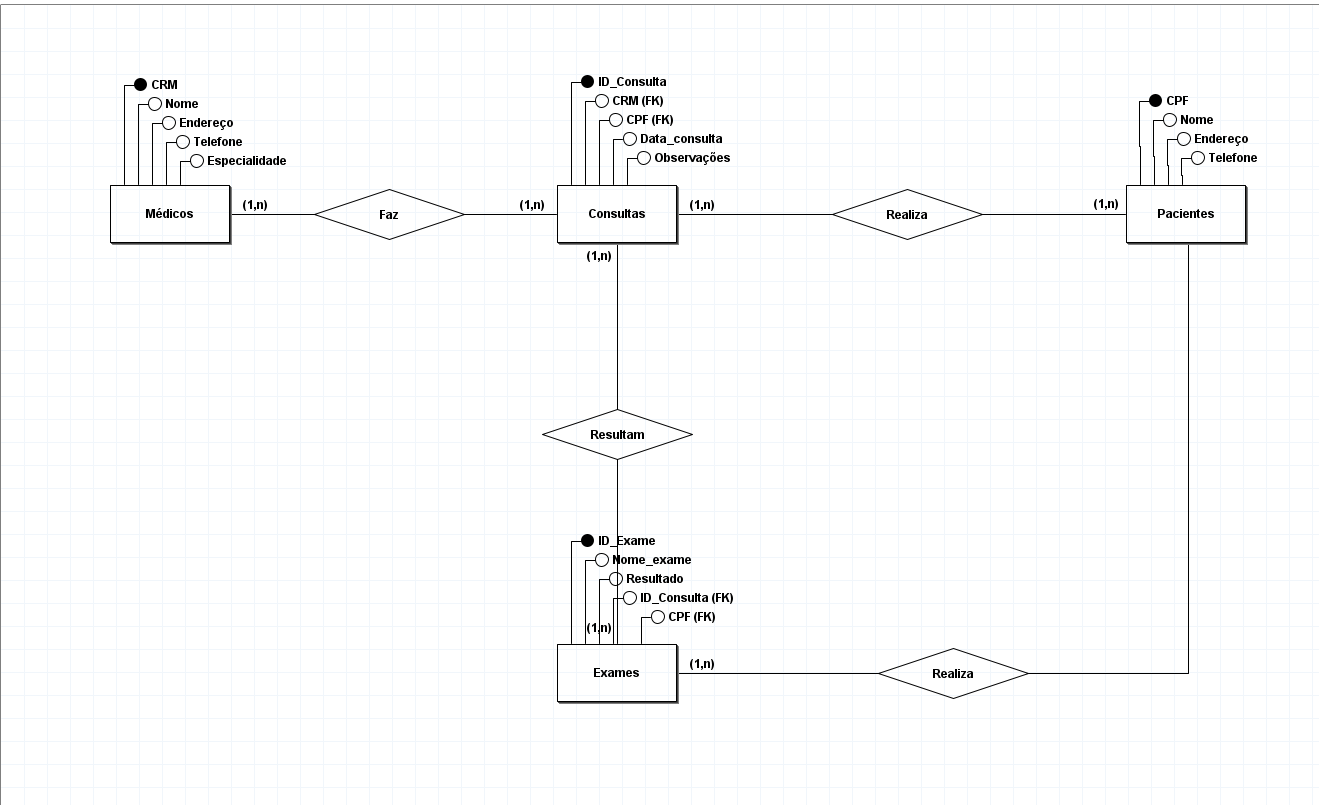 CRM
Nome
Endereço
Telefone
Especialidade
Médicos
(1,n)
Faz
(1,n)
ID_Consulta
CRM (FK)
CPF (FK)
Data_consulta
Observações
Consultas
(1,n)
Realiza
(1,n)
CPF
Nome
Endereço
Telefone
Pacientes
(1,n)
Resultam
ID_Exame
Nome_exame
Resultado
ID_Consulta (FK)
CPF (FK)
(1,n)
Exames
(1,n)
Realiza